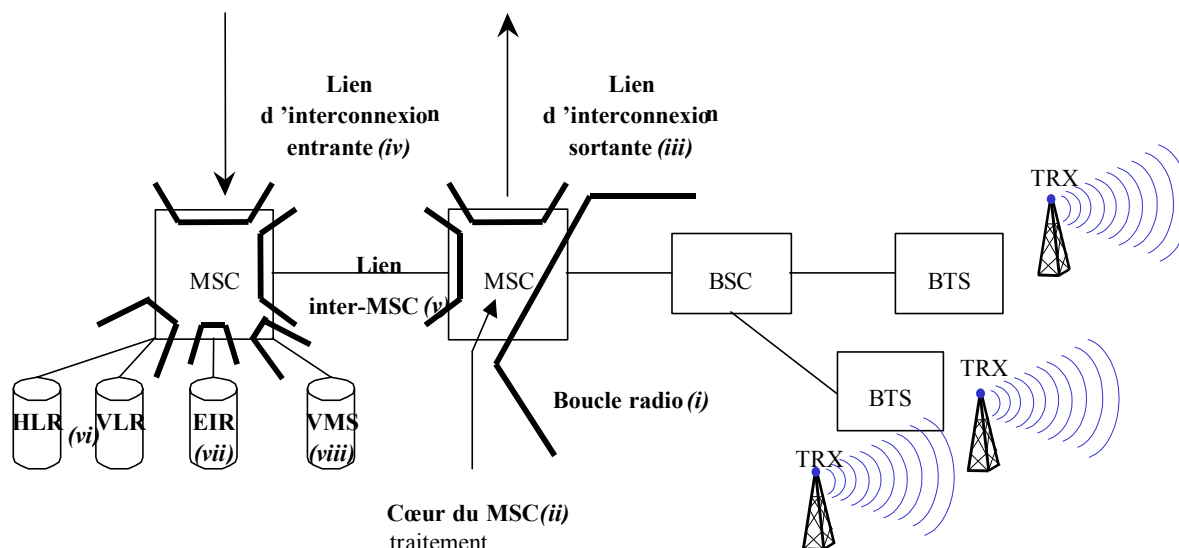 Lien
d ’interconnexion
entrante (iv)
Lien
d ’interconnexion
sortante (iii)
TRX
MSC
Lien
inter-MSC (v)
MSC
BSC
BTS
TRX
BTS
Boucle radio (i)
HLR
(vi)
VLR
EIR
(vii)
VMS
(viii)
TRX
Cœur du MSC (ii)
traitement